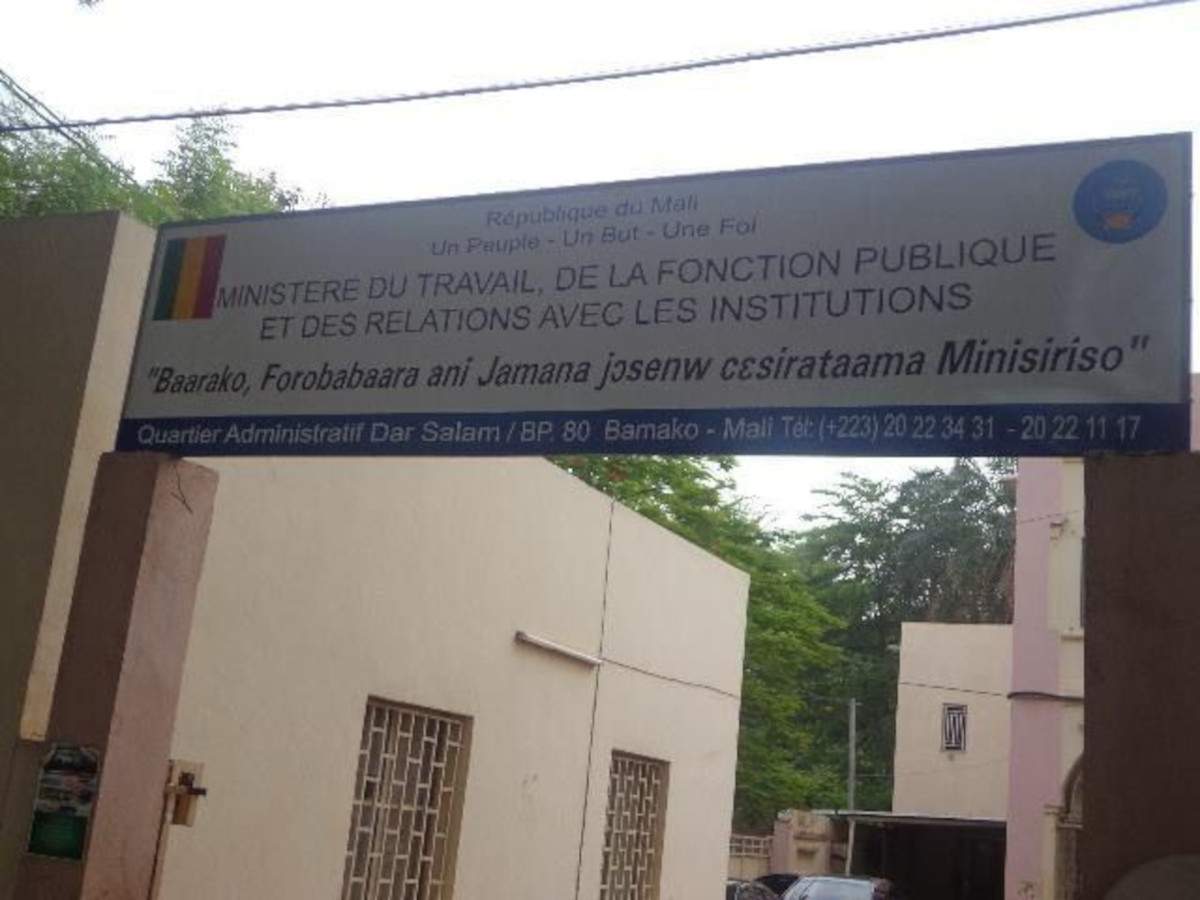 République du Mali
Un Peuple - Un But - Une Foi
MINISTERE DU TRAVAIL, DE LA FONCTION PUBLIQUE
ET DES RELATIONS AVEC LES INSTITUTIONS
"Baarako, Forobabaara ani Jamana jɔsenw cɛsirataama Minisiriso"
Quartier Administratif Dar Salam / BP. 80 Bamako - Mali Tél: (+223) 20 22 34 31 - 20 22 11 17